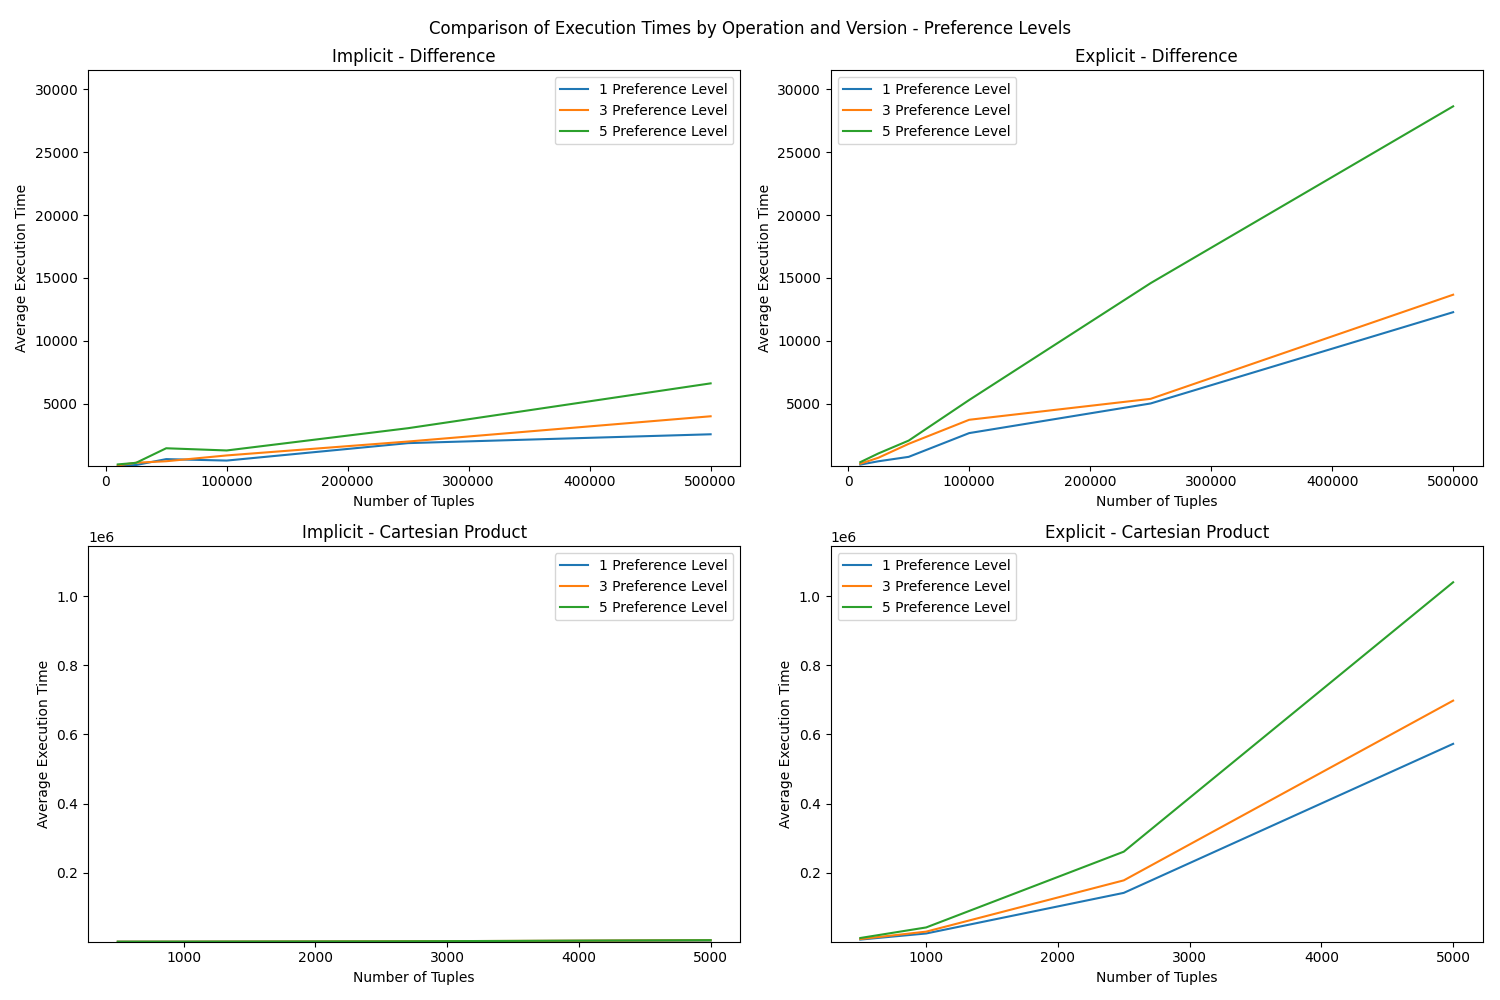 Comparison of Execution Times by Operation and Version - Preference Levels
Implicit - Difference
1 Preference Level
3 Preference Level
5 Preference Level
30000
25000
20000
15000
10000
5000
Average Execution Time
0 100000 200000 300000 400000 500000
Number of Tuples
Explicit - Difference
1 Preference Level
3 Preference Level
5 Preference Level
30000
25000
20000
15000
10000
5000
Average Execution Time
0 100000 200000 300000 400000 500000
Number of Tuples
Implicit - Cartesian Product
1e6
1 Preference Level
3 Preference Level
5 Preference Level
1.0
0.8
0.6
0.4
0.2
Average Execution Time
1000 2000 3000 4000 5000
Number of Tuples
Explicit - Cartesian Product
1e6
1 Preference Level
3 Preference Level
5 Preference Level
1.0
0.8
0.6
0.4
0.2
Average Execution Time
1000 2000 3000 4000 5000
Number of Tuples